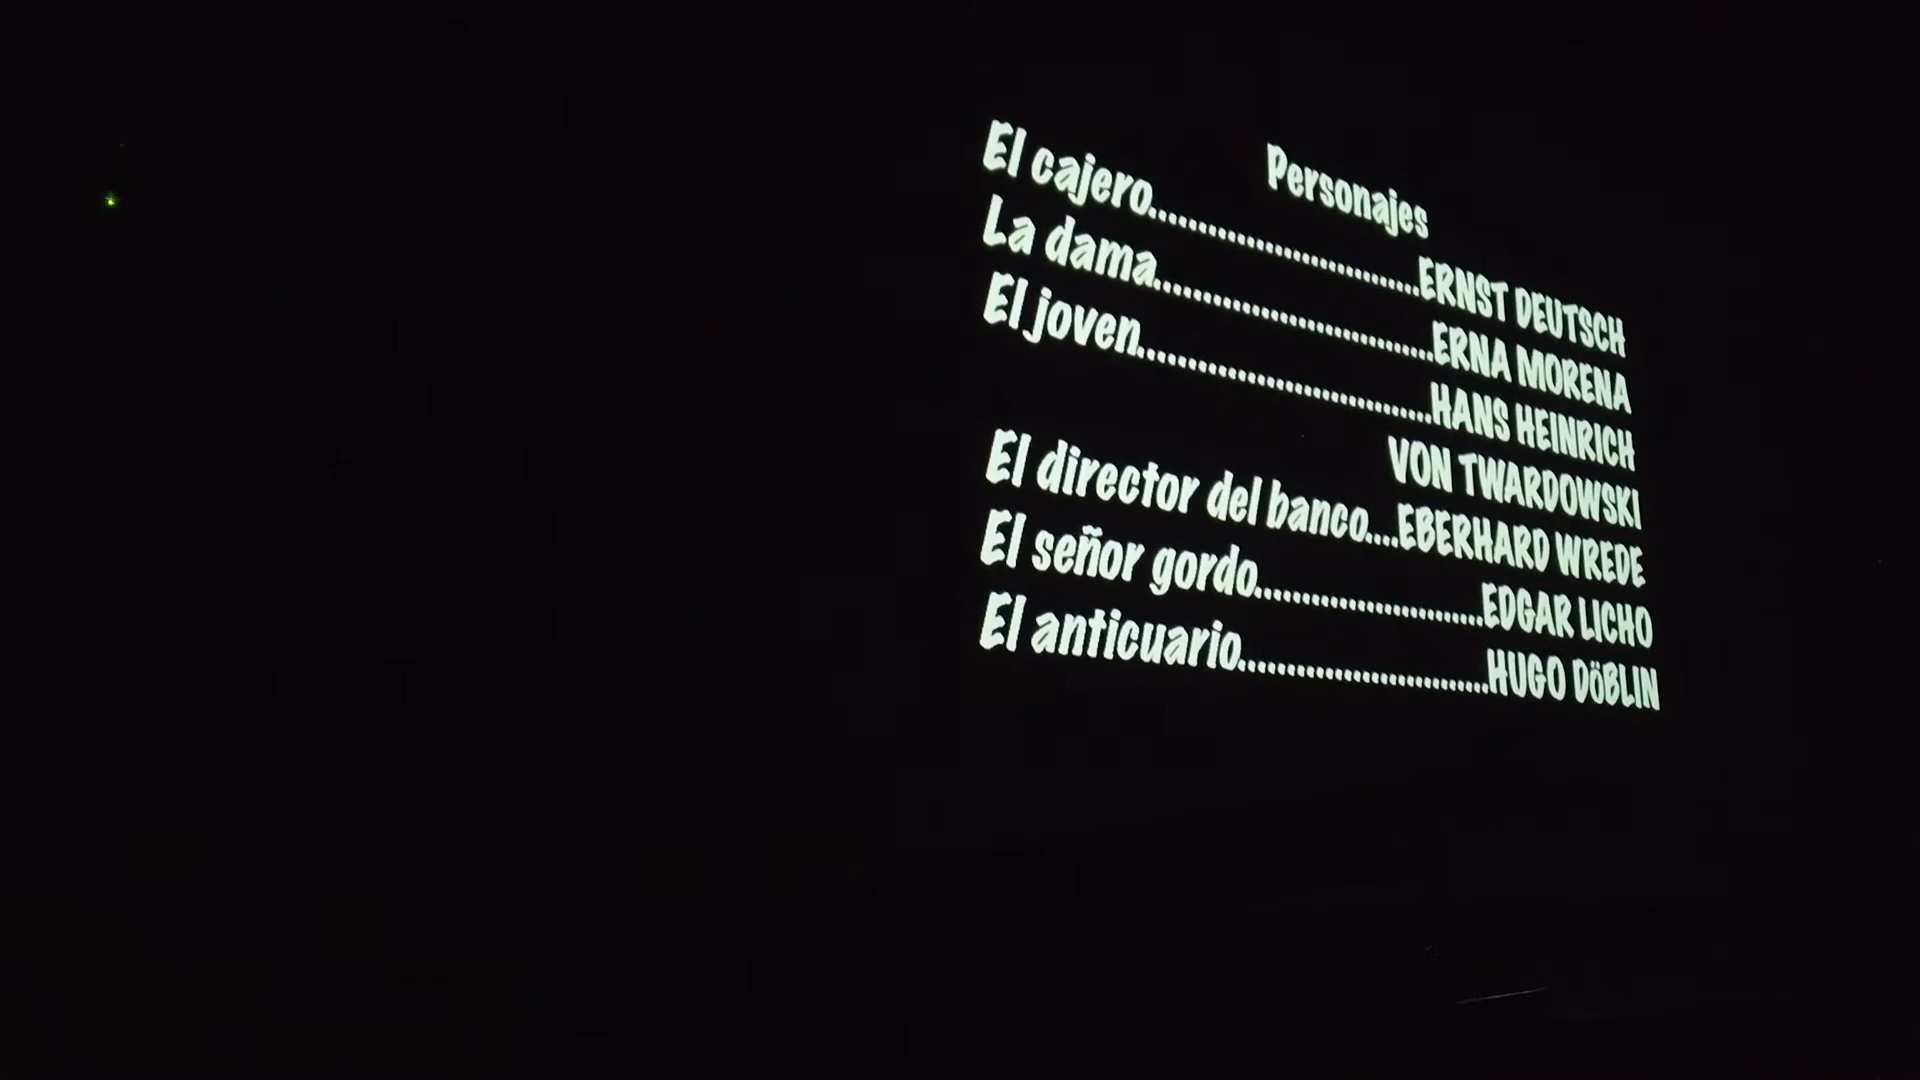 Personajes
El cajero..............................ERNST DEUTSCH
La dama..............................ERNA MORENA
El joven..............................HANS HEINRICH
VON TWARDOWSKI
El director del banco....EBERHARD WREDE
El señor gordo........................EDGAR LICHO
El anticuario..........................HUGO DÖBLIN